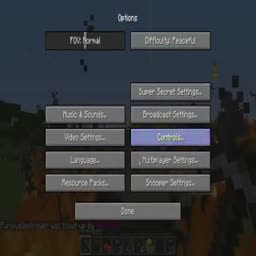 Options
FOV: Normal
Difficulty: Peaceful
Super Secret Settings...
Music & Sounds...
Broadcast Settings...
Video Settings...
Controls...
Language...
Multiplayer Settings...
Resource Packs...
Snooper Settings...
Done